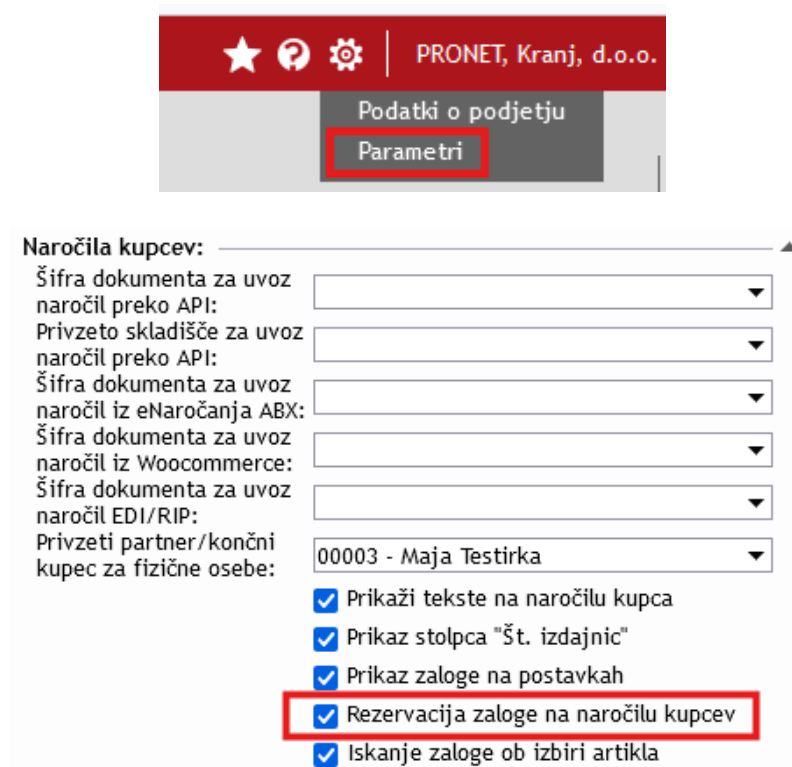 PRONET, Kranj, d.o.o.
Podatki o podjetju
Parametri
Naročila kupcev:
Šifra dokumenta za uvoz
naročil preko API:
Privzeto skladišče za uvoz
naročil preko API:
Šifra dokumenta za uvoz
naročil iz eNaročanja ABX:
Šifra dokumenta za uvoz
naročil iz Woocommerce:
Šifra dokumenta za uvoz
naročil EDI/RIP:
Privzeti partner/končni
kupec za fizične osebe:
00003 - Maja Testirka
Prikaži tekste na naročilu kupca
Prikaz stolpca "Št. izdajnic"
Prikaz zaloge na postavkah
Rezervacija zaloge na naročilu kupcev
Iskanje zaloge ob izbiri artikla